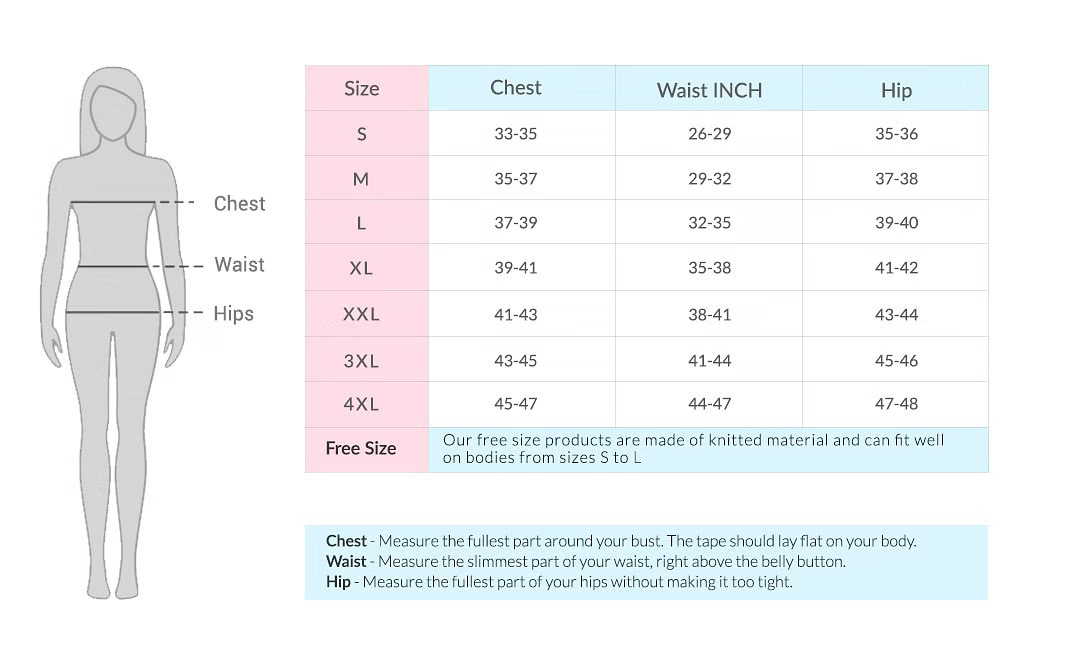 Chest
Waist
Hips
Size Chest Waist INCH Hip
S 33-35 26-29 35-36
M 35-37 29-32 37-38
L 37-39 32-35 39-40
XL 39-41 35-38 41-42
XXL 41-43 38-41 43-44
3XL 43-45 41-44 45-46
4XL 45-47 44-47 47-48
Free Size Our free size products are made of knitted material and can fit well
on bodies from sizes S to L
Chest - Measure the fullest part around your bust. The tape should lay flat on your body.
Waist - Measure the slimmest part of your waist, right above the belly button.
Hip - Measure the fullest part of your hips without making it too tight.